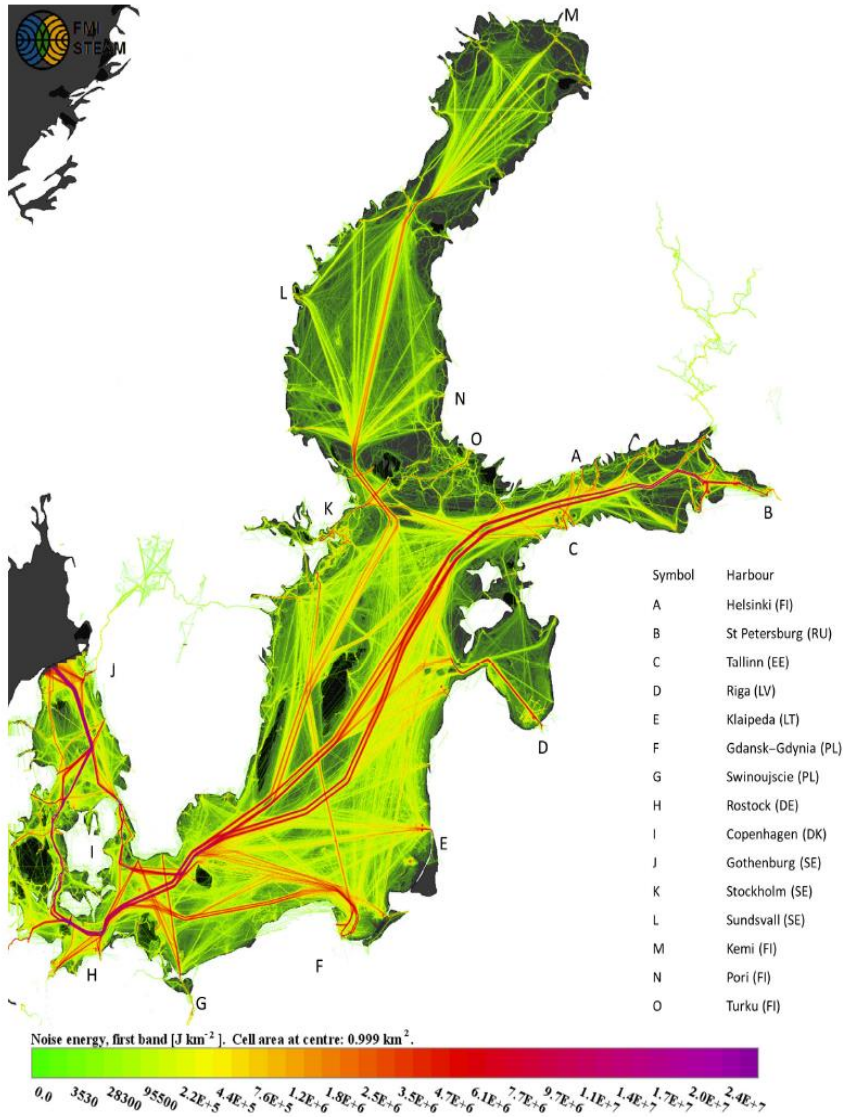 FMI
STEAM
M
L
N
O
A
K
B
C
Symbol Harbour
A Helsinki (FI)
B St Petersburg (RU)
J
C Tallinn (EE)
D Riga (LV)
E Klaipeda (LT)
D
F Gdansk–Gdynia (PL)
G Swinoujscie (PL)
H Rostock (DE)
E
I
I Copenhagen (DK)
J Gothenburg (SE)
K Stockholm (SE)
L Sundsvall (SE)
M Kemi (FI)
F
H
N Pori (FI)
G
O Turku (FI)
Noise energy, first band [J km⁻² ]. Cell area at centre: 0.999 km².
0.0 3530 28300 95500 2.2E+5 4.4E+5 7.6E+5 1.2E+6 1.8E+6 2.5E+6 3.5E+6 4.7E+6 6.1E+6 7.7E+6 9.7E+6 1.1E+7 1.4E+7 1.7E+7 2.0E+7 2.4E+7